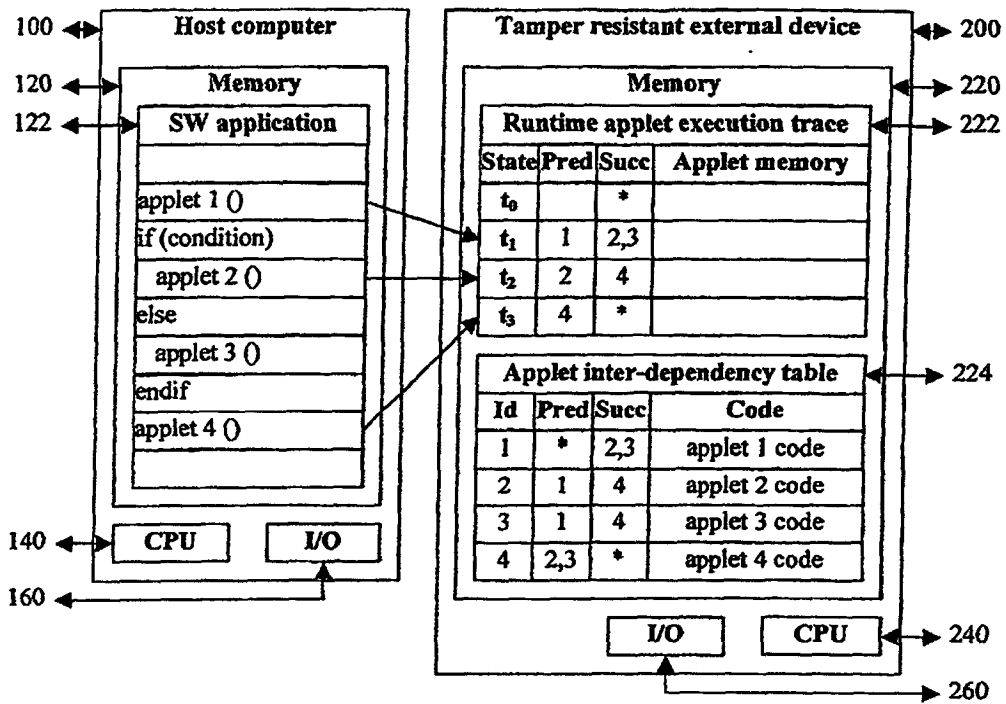 100 Host computer
120 Memory
122 SW application
applet 1 ()
if (condition)
applet 2 ()
else
applet 3 ()
endif
applet 4 ()
140 CPU I/O
160
Tamper resistant external device 200
Memory 220
Runtime applet execution trace 222
State Pred Succ Applet memory
t0 *
t1 1 2,3
t2 2 4
t3 4 *
Applet inter-dependency table 224
Id Pred Succ Code
1 * 2,3 applet 1 code
2 1 4 applet 2 code
3 1 4 applet 3 code
4 2,3 * applet 4 code
I/O CPU 240
260